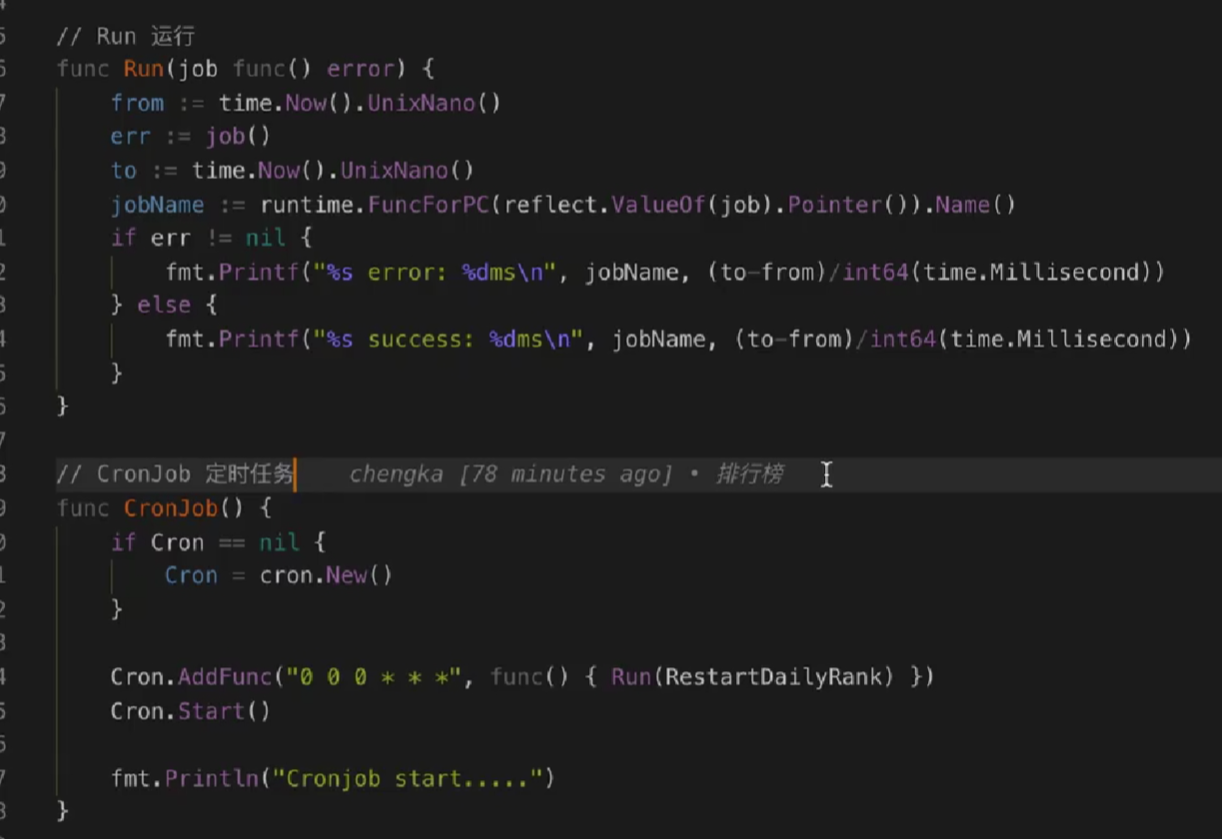 // Run 运行
func Run(job func() error) {
from := time.Now().UnixNano()
err := job()
to := time.Now().UnixNano()
jobName := runtime.FuncForPC(reflect.ValueOf(job).Pointer()).Name()
if err != nil {
fmt.Printf("%s error: %dms\n", jobName, (to-from)/int64(time.Millisecond))
} else {
fmt.Printf("%s success: %dms\n", jobName, (to-from)/int64(time.Millisecond))
}
}
// CronJob 定时任务 chengka [78 minutes ago] • 排行榜
func CronJob() {
if Cron == nil {
Cron = cron.New()
}
Cron.AddFunc("0 0 0 * * *", func() { Run(RestartDailyRank) })
Cron.Start()
fmt.Println("Cronjob start.....")
}